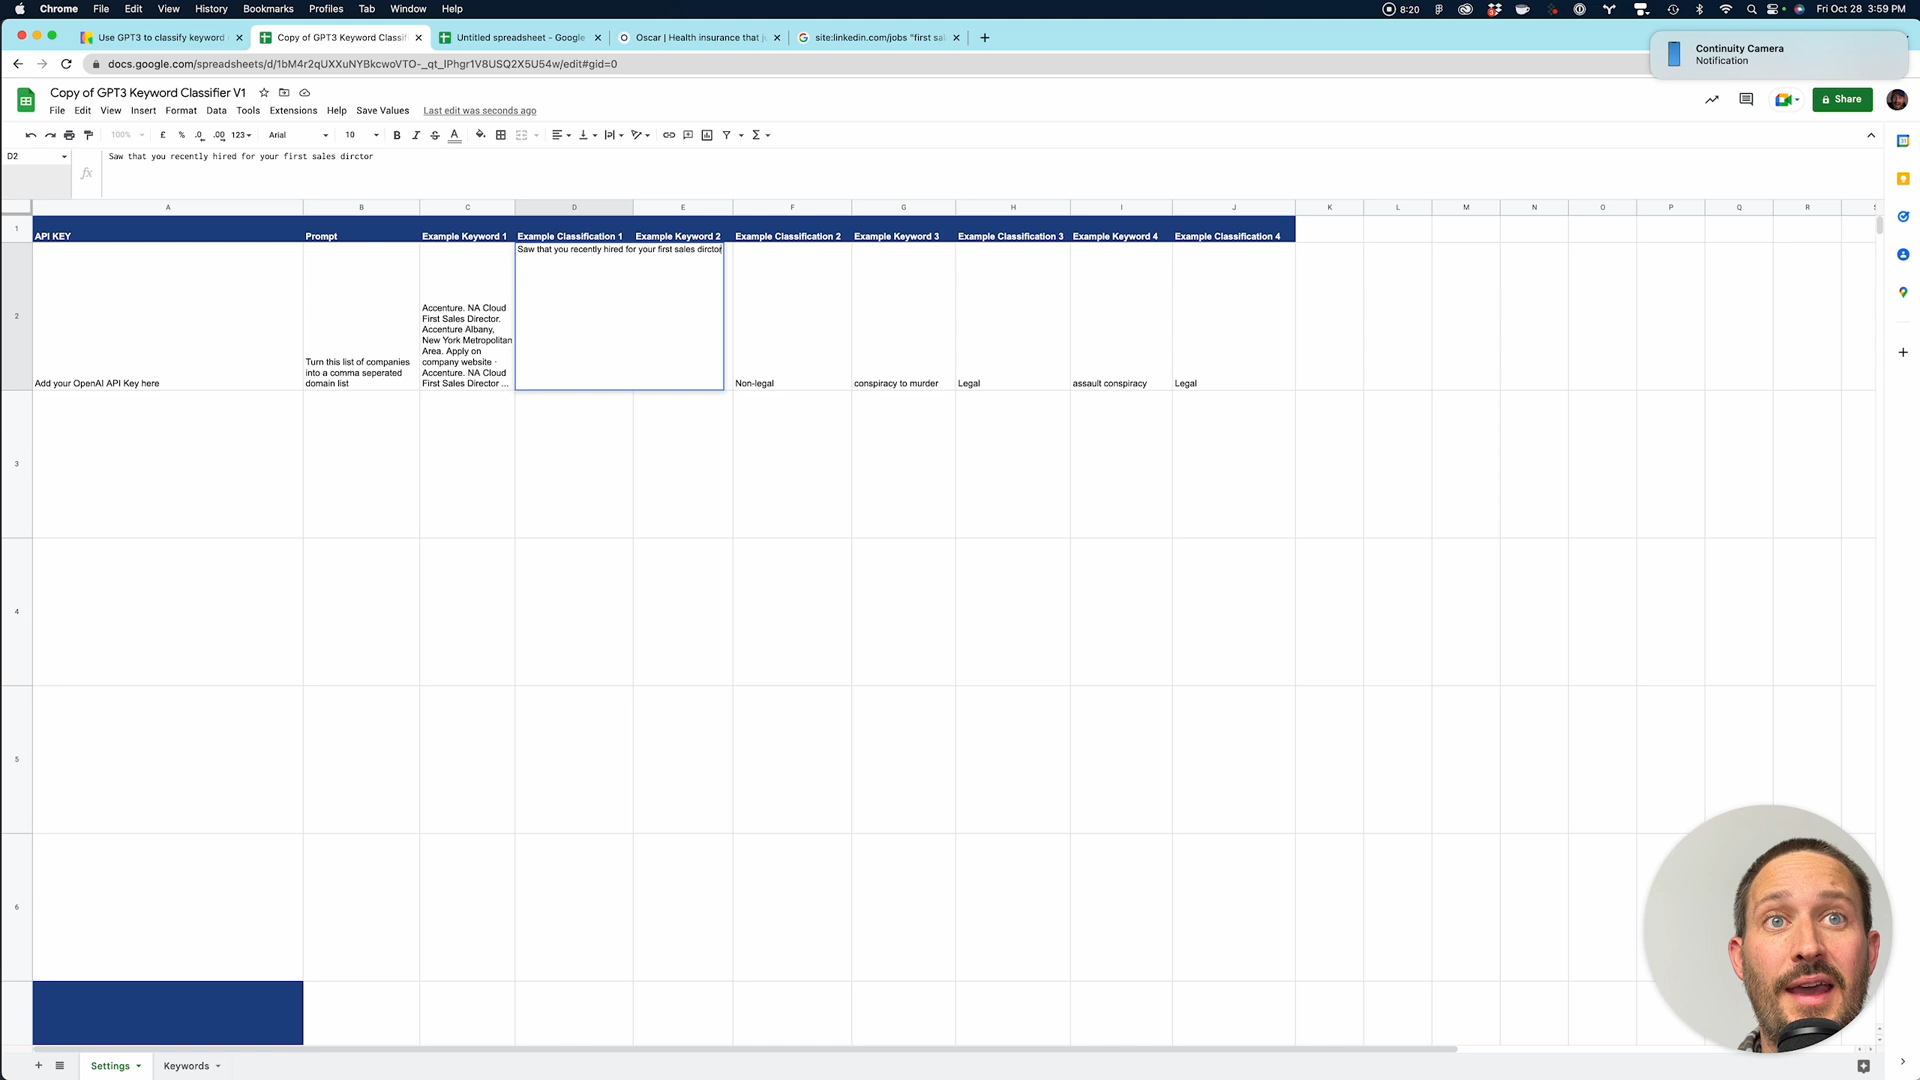 Chrome File Edit View History Bookmarks Profiles Tab Window Help 8:20 Fri Oct 28 3:59 PM
Use GPT3 to classify keyword Copy of GPT3 Keyword Classif Untitled spreadsheet - Google Oscar | Health insurance that ju site:linkedin.com/jobs "first sal
docs.google.com/spreadsheets/d/1bM4r2qUXXuNYBkcwoVTO-_qt_IPhgr1V8USQ2X5U54w/edit#gid=0
Continuity Camera
Notification
Copy of GPT3 Keyword Classifier V1
Share
File Edit View Insert Format Data Tools Extensions Help Save Values Last edit was seconds ago
100% £ % .0 .00 123 Arial 10 B I S A
D2 fx Saw that you recently hired for your first sales dirctor
A B C D E F G H I J K L M N O P Q R S
1 API KEY Prompt Example Keyword 1 Example Classification 1 Example Keyword 2 Example Classification 2 Example Keyword 3 Example Classification 3 Example Keyword 4 Example Classification 4
2
Add your OpenAI API Key here
Turn this list of companies
into a comma seperated
domain list
Accenture. NA Cloud
First Sales Director.
Accenture Albany,
New York Metropolitan
Area. Apply on
company website ·
Accenture. NA Cloud
First Sales Director ...
Saw that you recently hired for your first sales dirctor
Non-legal
conspiracy to murder
Legal
assault conspiracy
Legal
3
4
5
6
Settings Keywords